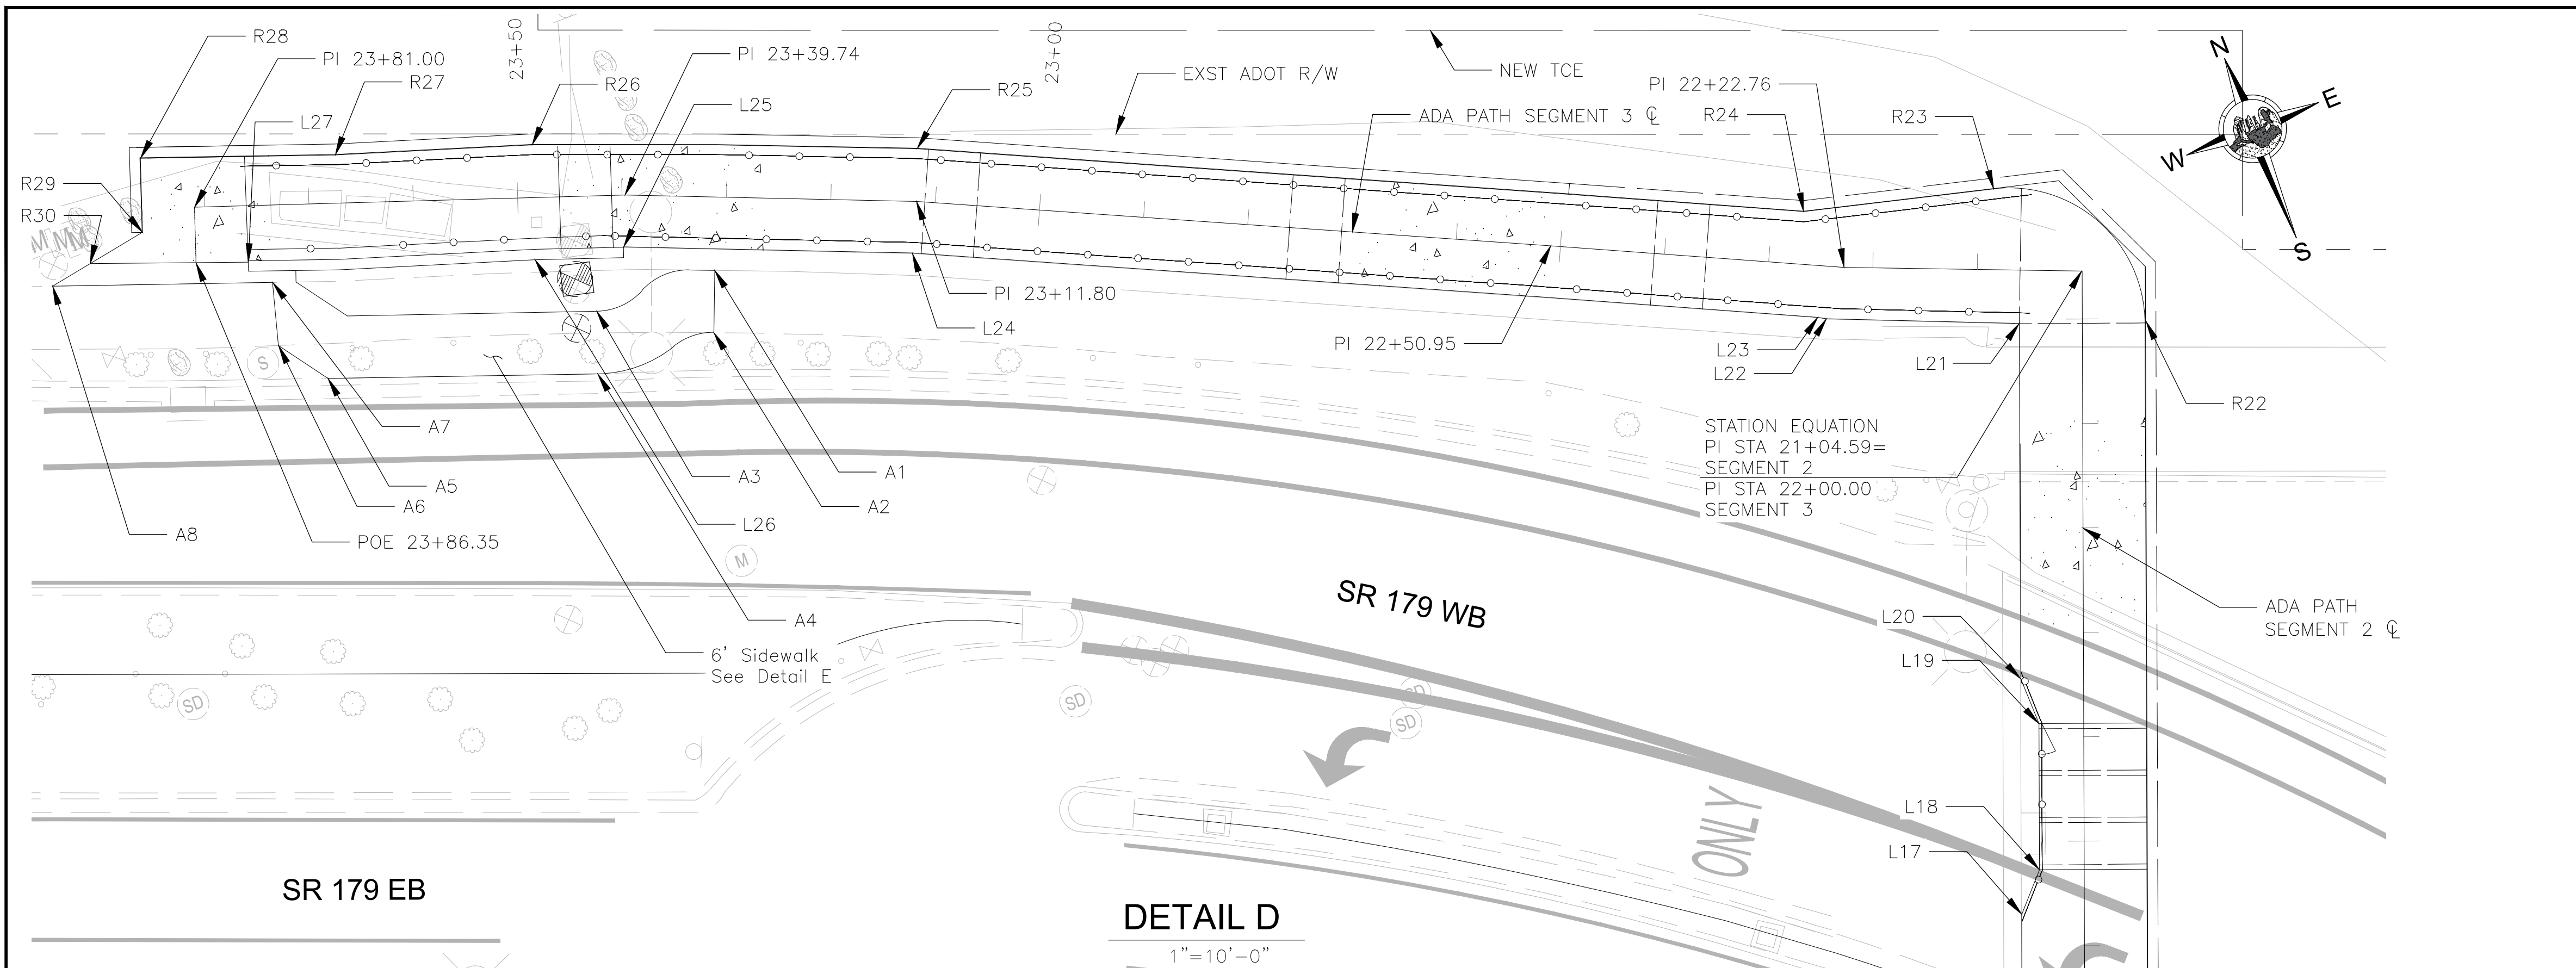 R28
PI 23+81.00
R27
23+50
R26
PI 23+39.74
L25
L27
23+00
R25
EXST ADOT R/W
NEW TCE
PI 22+22.76
ADA PATH SEGMENT 3 ℄
R24
R23
N
E
W
S
R29
R30
M
M
M
PI 23+11.80
L24
PI 22+50.95
L23
L22
L21
R22
S
STATION EQUATION
PI STA 21+04.59=
SEGMENT 2
PI STA 22+00.00
SEGMENT 3
A7
A5
A6
A8
POE 23+86.35
A3
A1
A2
L26
A4
M
6' Sidewalk
See Detail E
SR 179 WB
ADA PATH
SEGMENT 2 ℄
L20
L19
L18
L17
SD
SD
SD
SD
ONLY
SR 179 EB
DETAIL D
1"=10'-0"